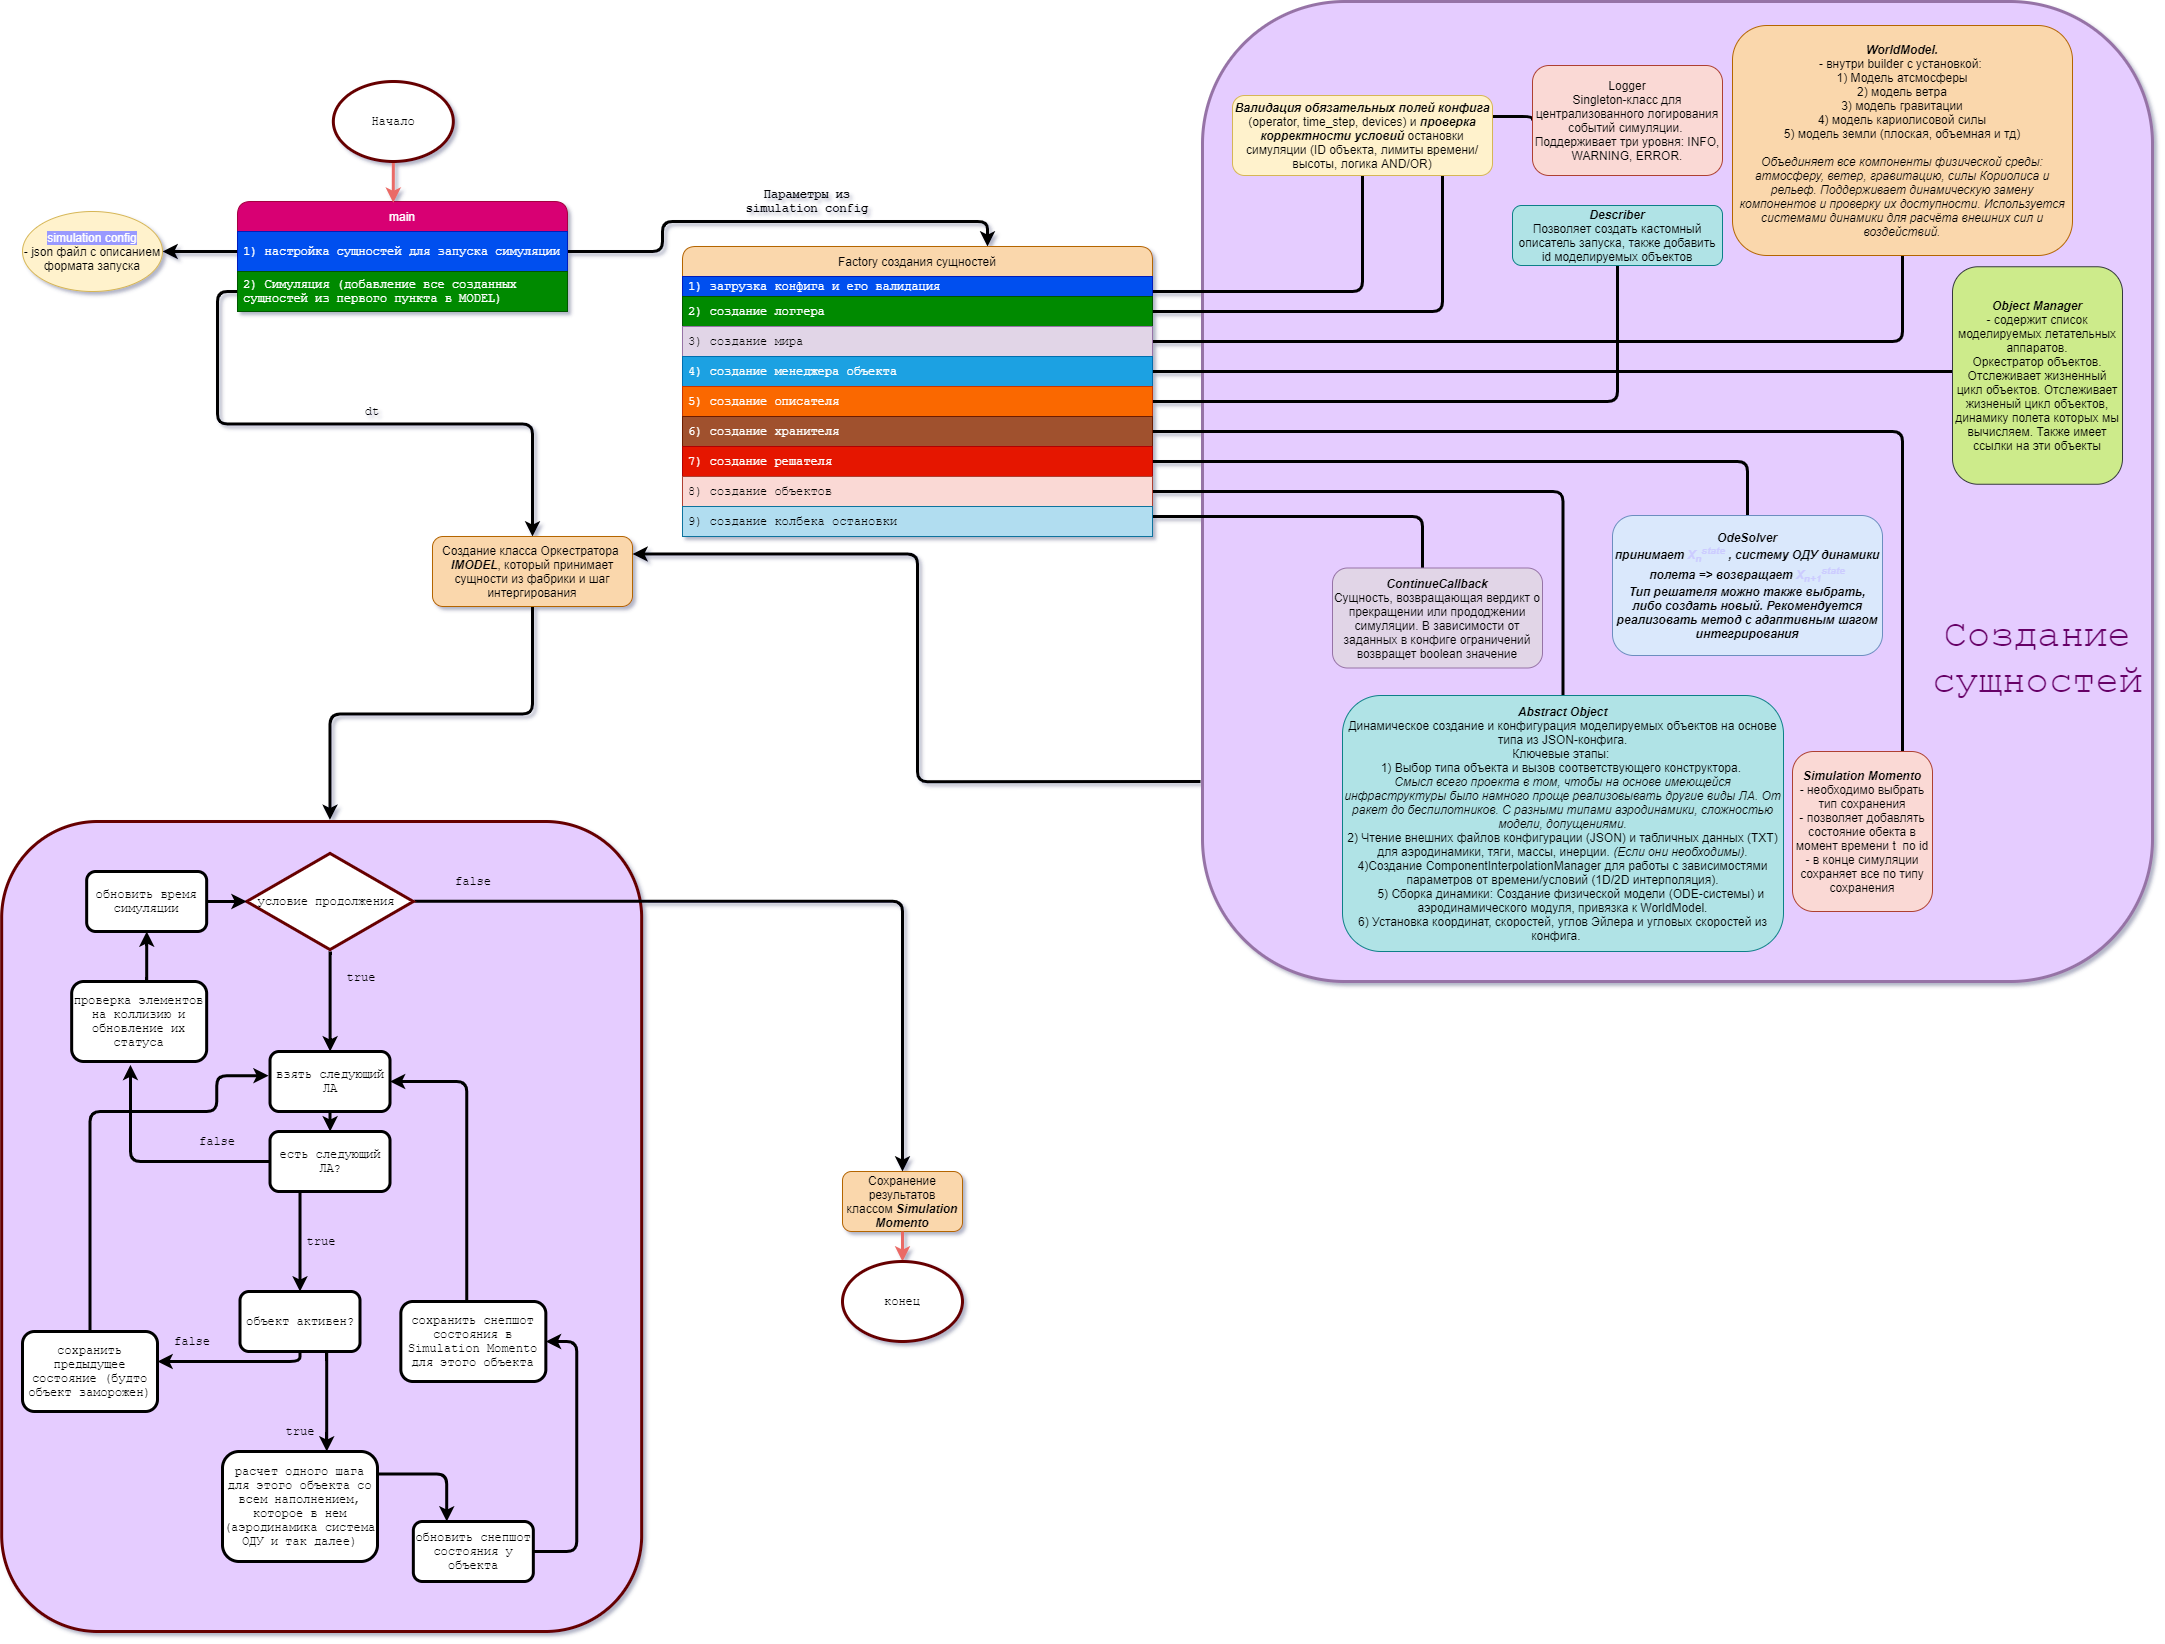 Начало
simulation config
- json файл с описанием
формата запуска
main
1) настройка сущностей для запуска симуляции
2) Симуляция (добавление все созданных
сущностей из первого пункта в MODEL)
Параметры из
simulation config
Factory создания сущностей
1) загрузка конфига и его валидация
2) создание логгера
3) создание мира
4) создание менеджера объекта
5) создание описателя
6) создание хранителя
7) создание решателя
8) создание объектов
9) создание колбека остановки
dt
Создание класса Оркестратора
IMODEL, который принимает
сущности из фабрики и шаг
интегрирования
Валидация обязательных полей конфига
(operator, time_step, devices) и проверка
корректности условий остановки
симуляции (ID объекта, лимиты времени/
высоты, логика AND/OR)
Logger
Singleton-класс для
централизованного логирования
событий симуляции.
Поддерживает три уровня: INFO,
WARNING, ERROR.
WorldModel.
- внутри builder с установкой:
1) Модель атсмосферы
2) модель ветра
3) модель гравитации
4) модель кариолисовой силы
5) модель земли (плоская, объемная и тд)
Объединяет все компоненты физической среды:
атмосферу, ветер, гравитацию, силы Кориолиса и
рельеф. Поддерживает динамическую замену
компонентов и проверку их доступности. Используется
системами динамики для расчёта внешних сил и
воздействий.
Describer
Позволяет создать кастомный
описатель запуска, также добавить
id моделируемых объектов
Object Manager
- содержит список
моделируемых летательных
аппаратов.
Оркестратор объектов.
Отслеживает жизненный
цикл объектов. Отслеживает
жизненый цикл объектов,
динамику полета которых мы
вычисляем. Также имеет
ссылки на эти объекты
OdeSolver
принимает x_n^state , систему ОДУ динамики
полета => возвращает x_n+1^state
Тип решателя можно также выбрать,
либо создать новый. Рекомендуется
реализовать метод с адаптивным шагом
интегрирования
ContinueCallback
Сущность, возвращающая вердикт о
прекращении или прододжении
симуляции. В зависимости от
заданных в конфиге ограничений
возвращет boolean значение
Создание
сущностей
Abstract Object
Динамическое создание и конфигурация моделируемых объектов на основе
типа из JSON-конфига.
Ключевые этапы:
1) Выбор типа объекта и вызов соответствующего конструктора.
Смысл всего проекта в том, чтобы на основе имеющейся
инфраструктуры было намного проще реализовывать другие виды ЛА. От
ракет до беспилотников. С разными типами аэродинамики, сложностью
модели, допущениями.
2) Чтение внешних файлов конфигурации (JSON) и табличных данных (TXT)
для аэродинамики, тяги, массы, инерции. (Если они необходимы).
4)Создание ComponentInterpolationManager для работы с зависимостями
параметров от времени/условий (1D/2D интерполяция).
5) Сборка динамики: Создание физической модели (ODE-системы) и
аэродинамического модуля, привязка к WorldModel.
6) Установка координат, скоростей, углов Эйлера и угловых скоростей из
конфига.
Simulation Momento
- необходимо выбрать
тип сохранения
- позволяет добавлять
состояние обекта в
момент времени t по id
- в конце симуляции
сохраняет все по типу
сохранения
обновить время
симуляции
условие продолжения
false
true
проверка элементов
на коллизию и
обновление их
статуса
взять следующий
ЛА
false
есть следующий
ЛА?
true
объект активен?
false
сохранить
предыдущее
состояние (будто
объект заморожен)
сохранить снепшот
состояния в
Simulation Momento
для этого объекта
true
расчет одного шага
для этого объекта со
всем наполнением,
которое в нем
(аэродинамика система
ОДУ и так далее)
обновить снепшот
состояния у
объекта
Сохранение
результатов
классом Simulation
Momento
конец